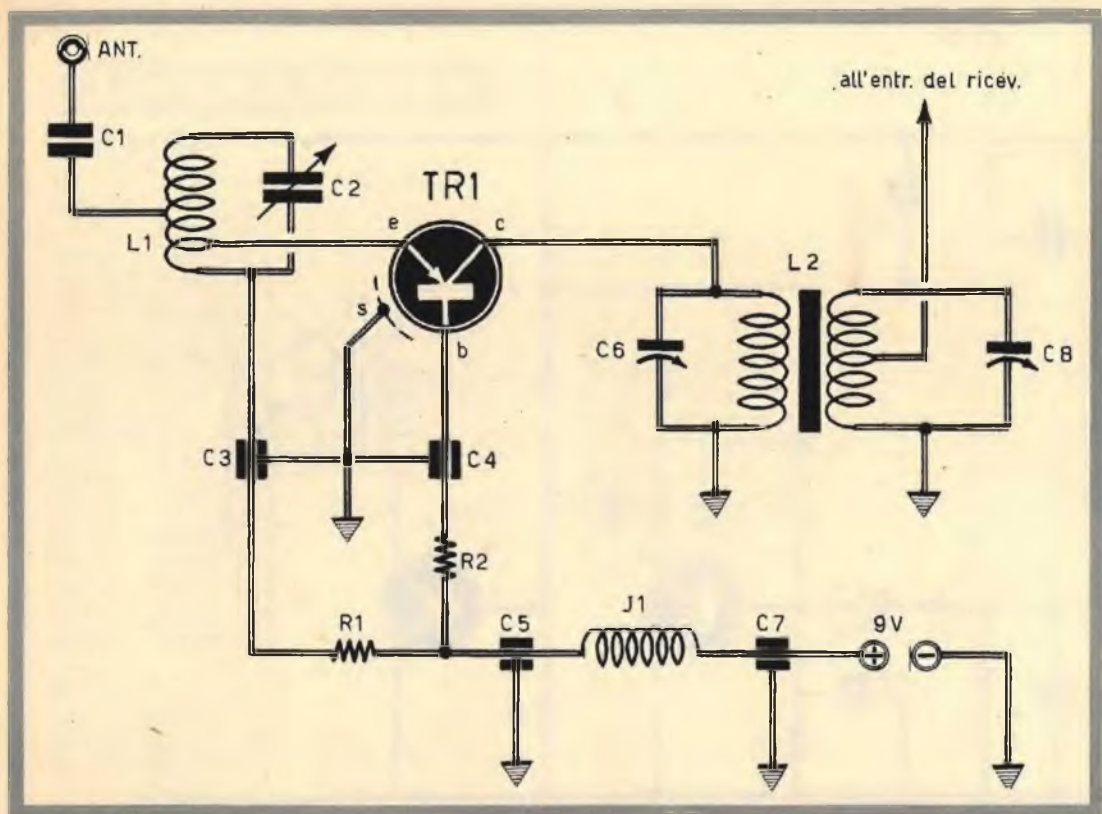 ANT.
all'entr. del ricev.
C1
C2
TR1
e
c
L1
L2
s
b
C6
C8
C3
C4
R2
R1
C5
J1
C7
9V
+
-